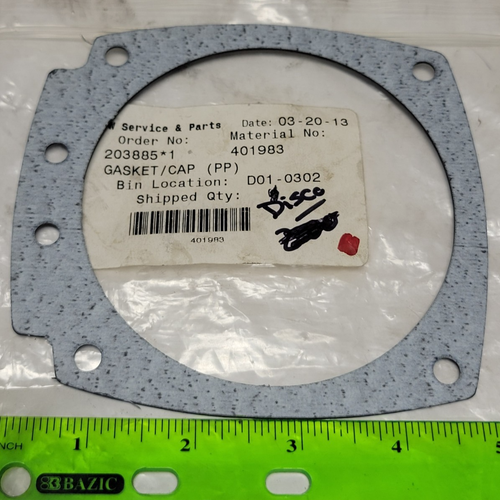 Service & Parts Date: 03-20-13
Order No: Material No:
203885*1 401983
GASKET/CAP (PP)
Bin Location: D01-0302
Shipped Qty:
Disco
401983
INCH 1 2 3 4 5
BAZIC